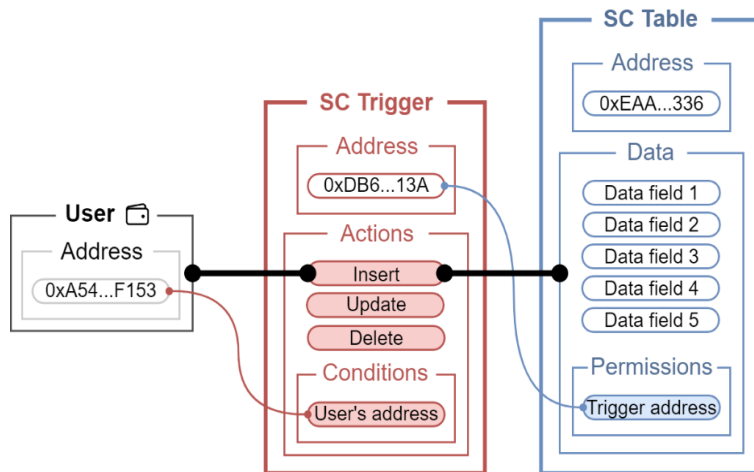 User
Address
0xA54...F153
SC Trigger
Address
0xDB6...13A
Actions
Insert
Update
Delete
Conditions
User's address
SC Table
Address
0xEAA...336
Data
Data field 1
Data field 2
Data field 3
Data field 4
Data field 5
Permissions
Trigger address